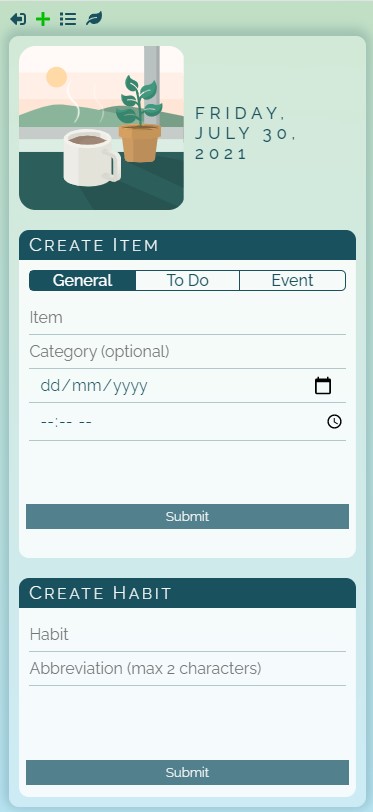 FRIDAY,
JULY 30,
2021
CREATE ITEM
General To Do Event
Item
Category (optional)
dd/mm/yyyy
--:-- --
Submit
CREATE HABIT
Habit
Abbreviation (max 2 characters)
Submit